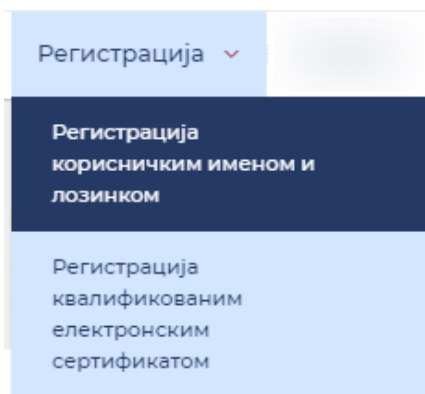 Регистрација
Регистрација
корисничким именом и
лозинком
Регистрација
квалификованим
електронским
сертификатом